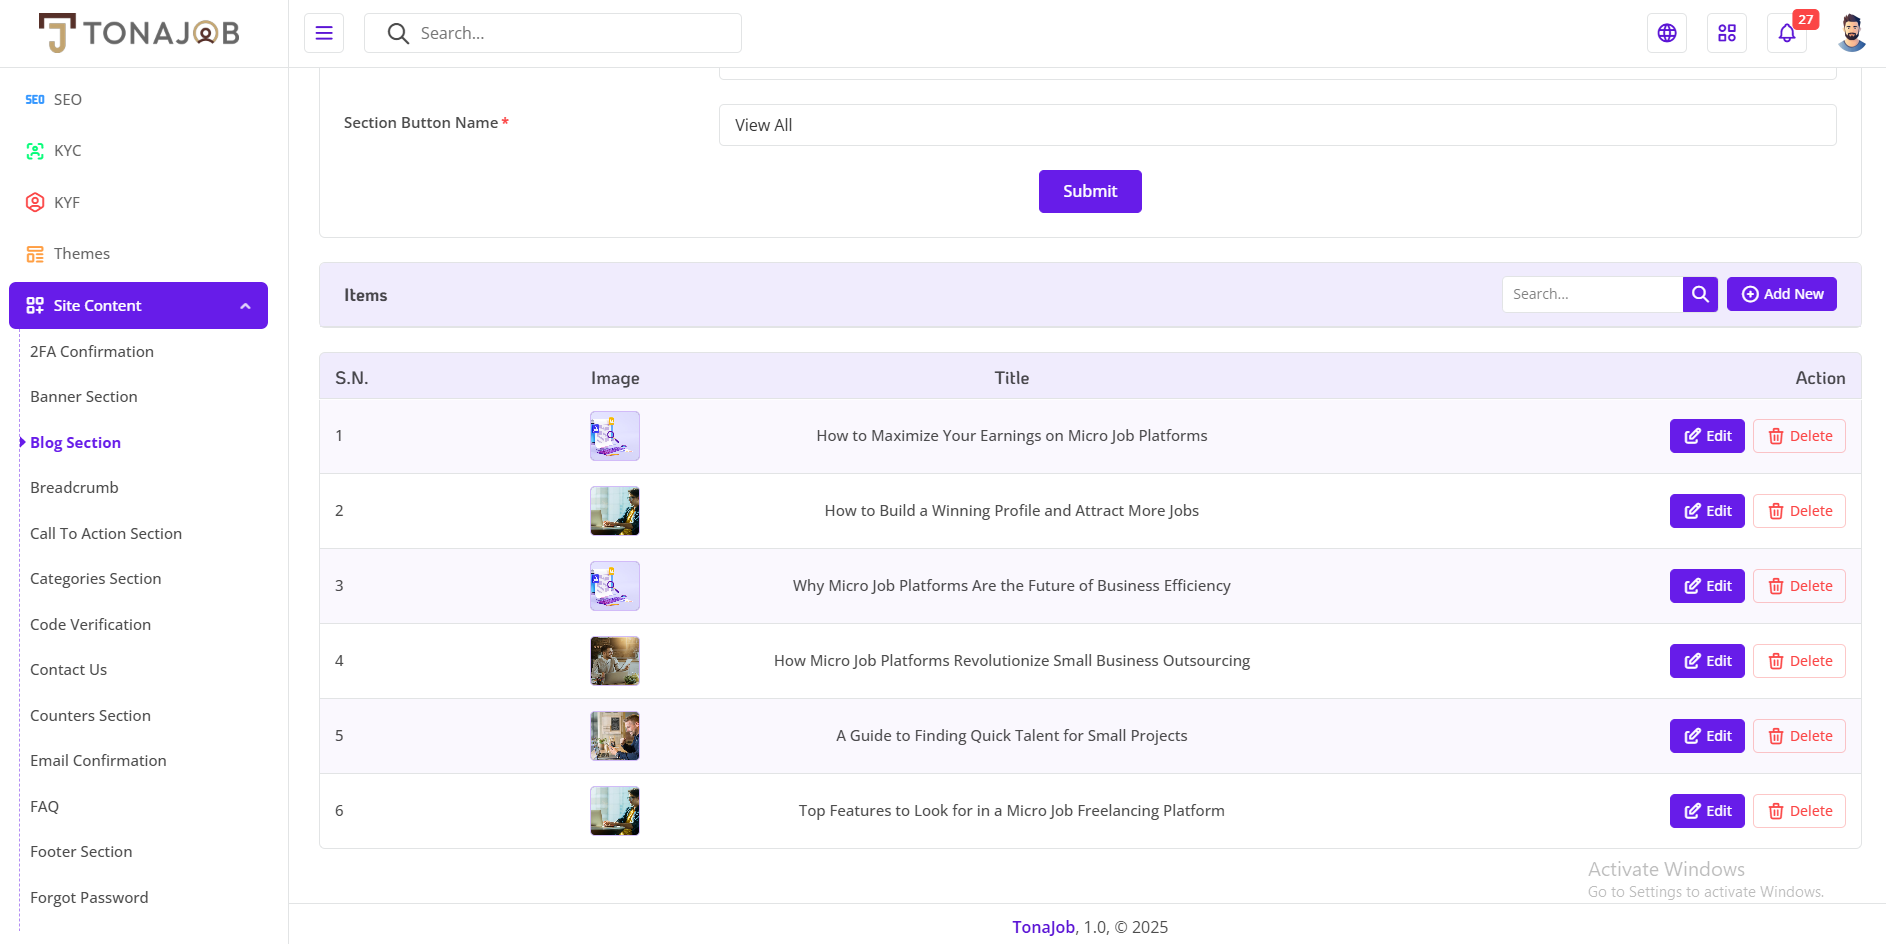 TONAJOB
Search...
27
SEO SEO
KYC
KYF
Themes
Site Content
2FA Confirmation
Banner Section
Blog Section
Breadcrumb
Call To Action Section
Categories Section
Code Verification
Contact Us
Counters Section
Email Confirmation
FAQ
Footer Section
Forgot Password
Section Button Name *
View All
Submit
Items
Search...
Add New
S.N. Image Title Action
1 How to Maximize Your Earnings on Micro Job Platforms Edit Delete
2 How to Build a Winning Profile and Attract More Jobs Edit Delete
3 Why Micro Job Platforms Are the Future of Business Efficiency Edit Delete
4 How Micro Job Platforms Revolutionize Small Business Outsourcing Edit Delete
5 A Guide to Finding Quick Talent for Small Projects Edit Delete
6 Top Features to Look for in a Micro Job Freelancing Platform Edit Delete
Activate Windows
Go to Settings to activate Windows.
TonaJob, 1.0, © 2025